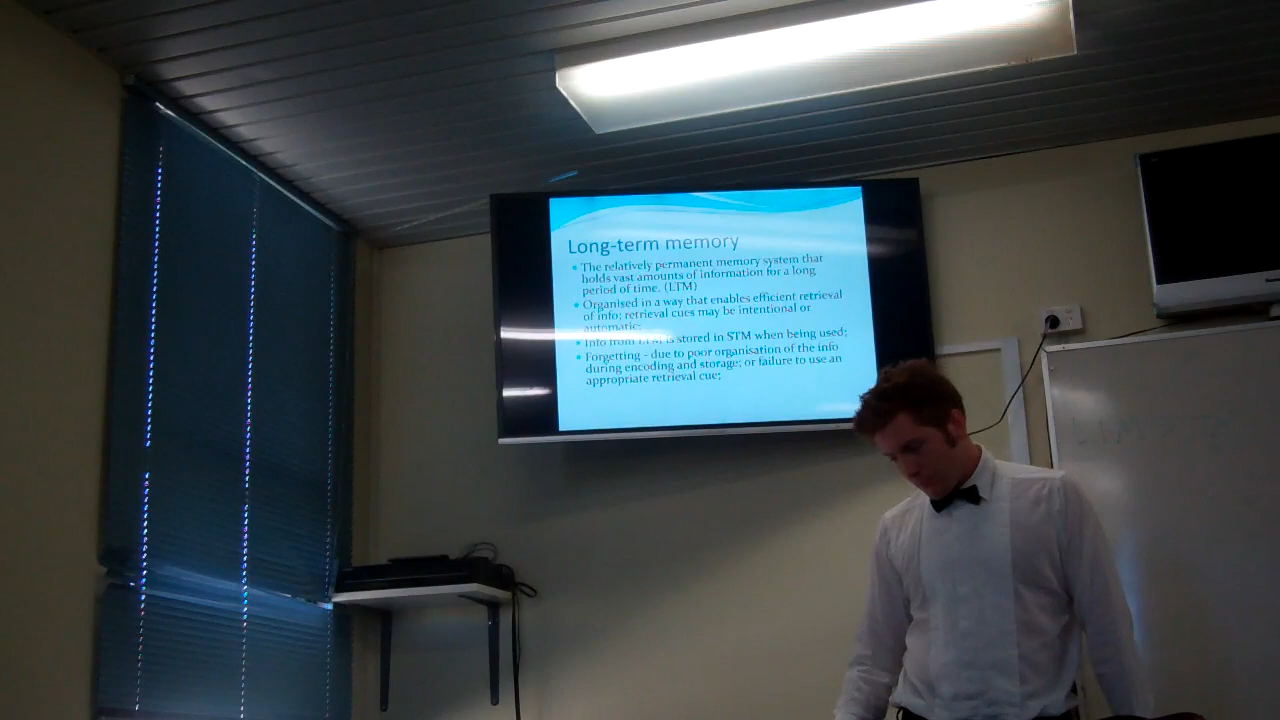 Long-term memory
• The relatively permanent memory system that
holds vast amounts of information for a long
period of time. (LTM)
• Organised in a way that enables efficient retrieval
of info; retrieval cues may be intentional or
automatic;
• Info from LTM is stored in STM when being used;
• Forgetting - due to poor organisation of the info
during encoding and storage; or failure to use an
appropriate retrieval cue;